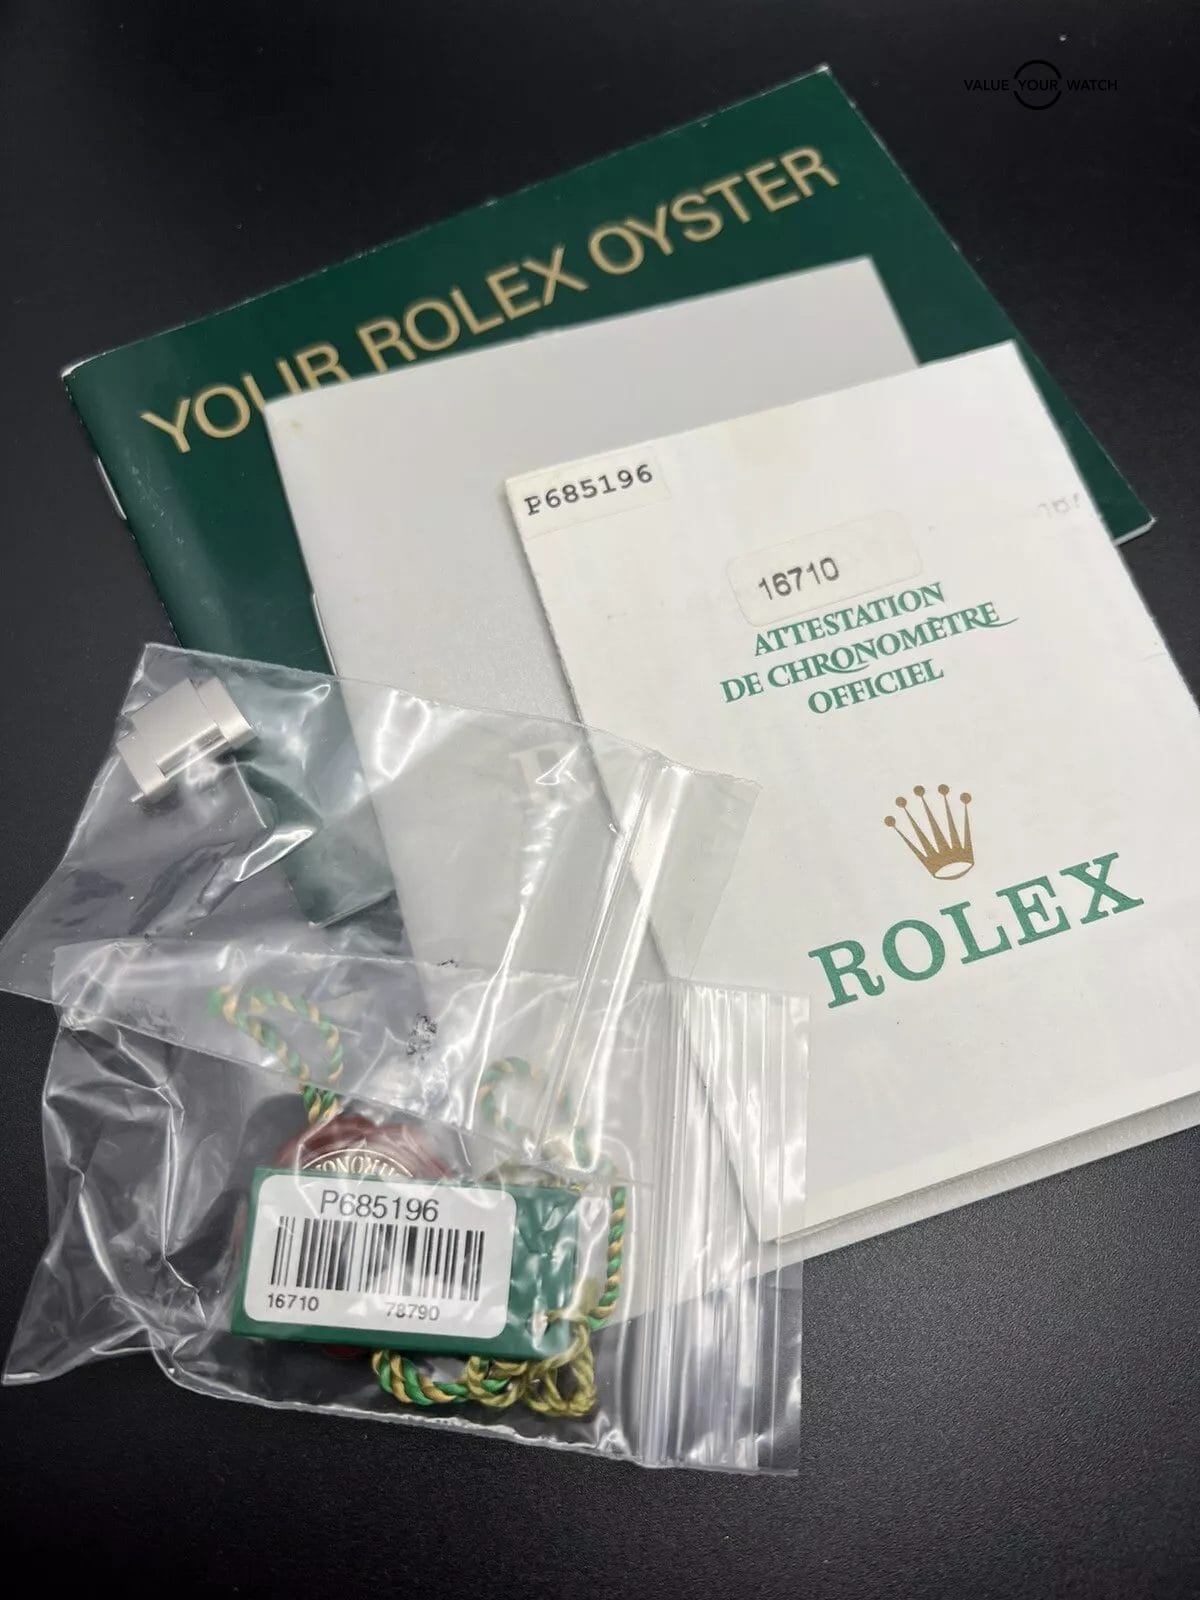 VALUE YOUR WATCH
YOUR ROLEX OYSTER
P685196
16710
ATTESTATION
DE CHRONOMÈTRE
OFFICIEL
ROLEX
P685196
16710 78790